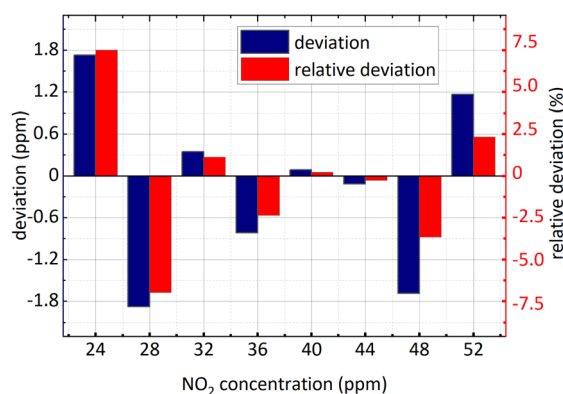 deviation
relative deviation
deviation (ppm)
1.8
1.2
0.6
0
-0.6
-1.2
-1.8
7.5
5.0
2.5
0
-2.5
-5.0
-7.5
relative deviation (%)
24 28 32 36 40 44 48 52
NO₂ concentration (ppm)